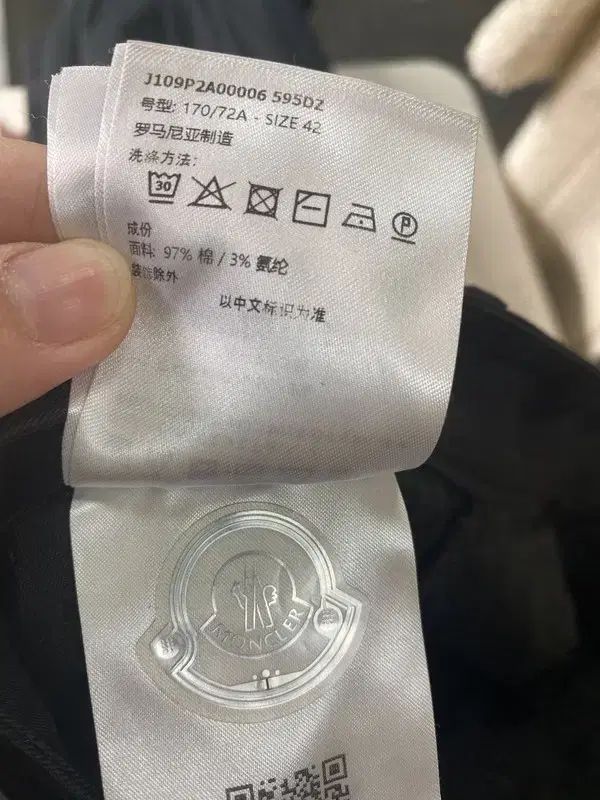 J109P2A00006 595D2
号型: 170/72A - SIZE 42
罗马尼亚制造
洗涤方法:
30
P
成份
面料: 97% 棉 / 3% 氨纶
装饰除外
以中文标识为准
MONCLER